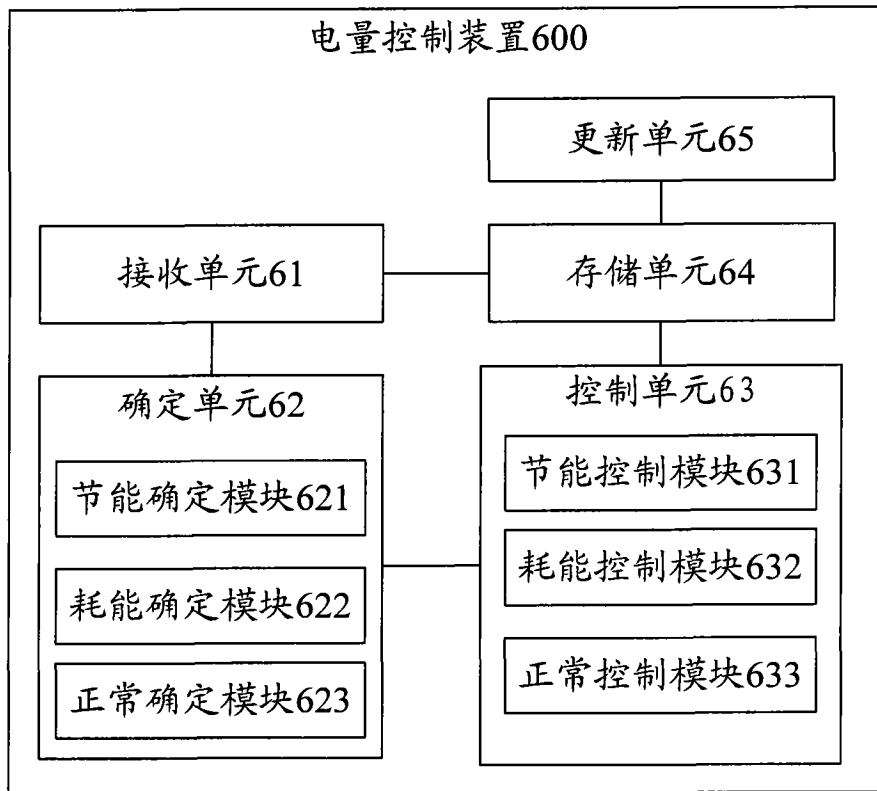 电量控制装置600
更新单元65
接收单元61
存储单元64
确定单元62
节能确定模块621
耗能确定模块622
正常确定模块623
控制单元63
节能控制模块631
耗能控制模块632
正常控制模块633